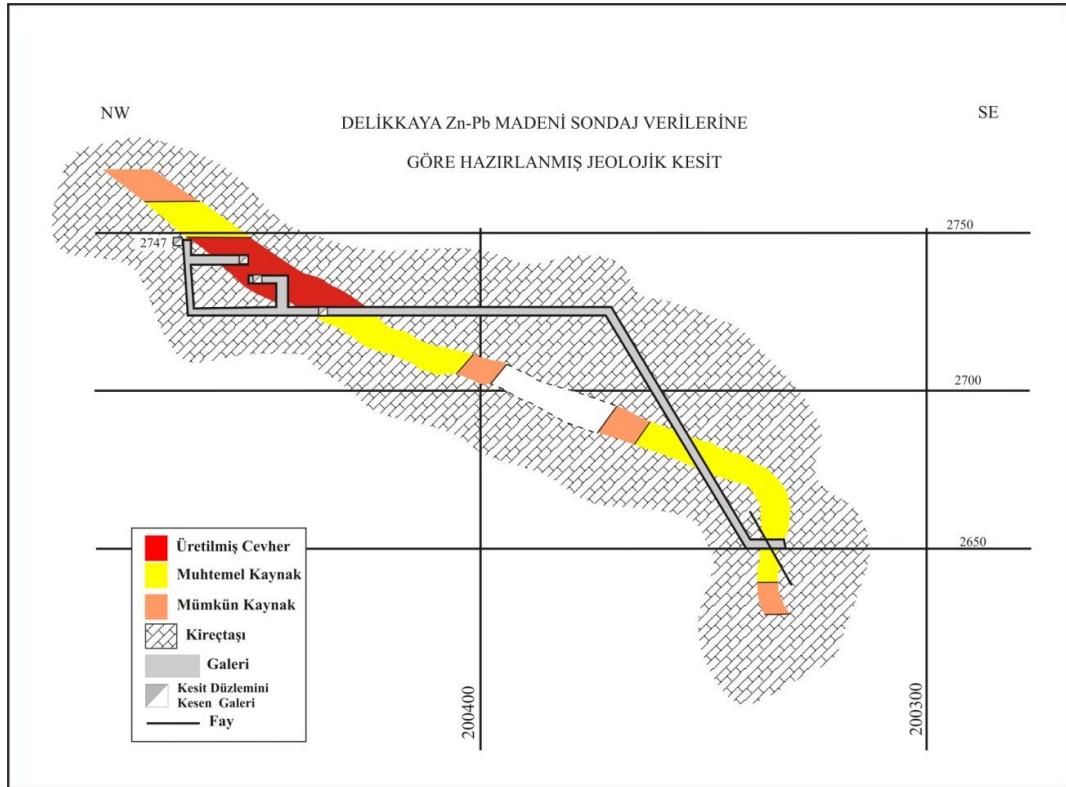 NW
SE
DELİKKAYA Zn-Pb MADENİ SONDAJ VERİLERİNE
GÖRE HAZIRLANMIŞ JEOLOJİK KESİT
2750
2747
2700
2650
Üretilmiş Cevher
Muhtemel Kaynak
Mümkün Kaynak
Kireçtaşı
Galeri
Kesit Düzlemini
Kesen Galeri
Fay
200400
200300